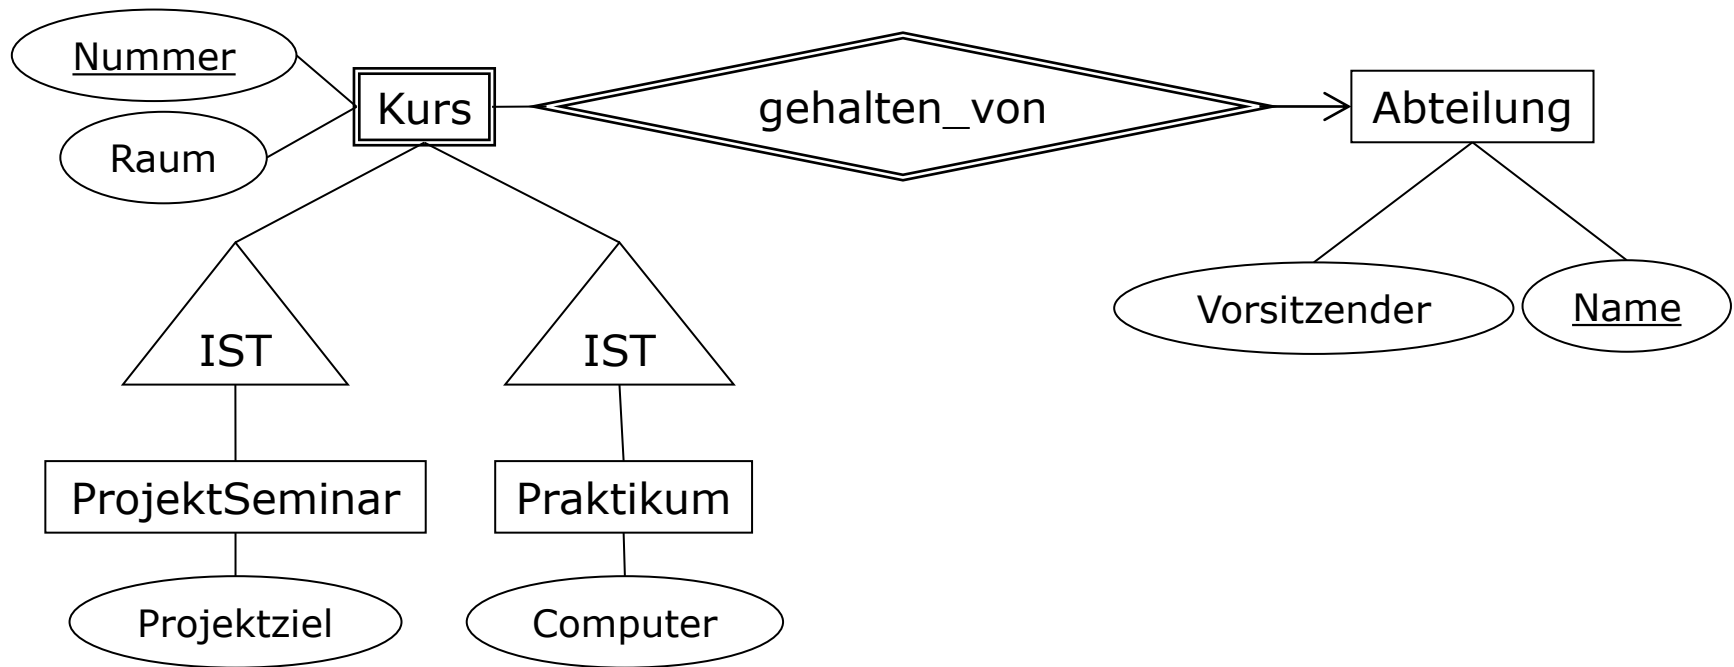 Nummer
Kurs
gehalten_von
Abteilung
Raum
Vorsitzender
Name
IST
IST
ProjektSeminar
Praktikum
Projektziel
Computer